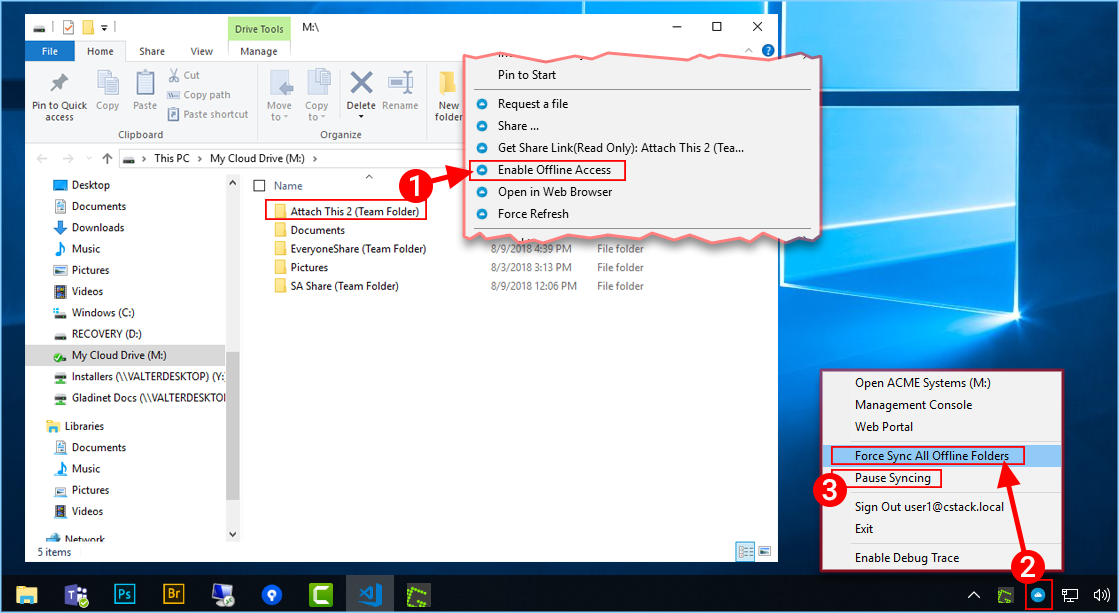 Drive Tools
M:\
File
Home
Share
View
Manage
Pin to Quick access
Copy
Paste
Cut
Copy path
Paste shortcut
Move to
Copy to
Delete
Rename
New folder
Clipboard
Organize
This PC
My Cloud Drive (M:)
Desktop
Documents
Downloads
Music
Pictures
Videos
Windows (C:)
RECOVERY (D:)
My Cloud Drive (M:)
Installers (\\VALTERDESKTOP) (Y:
Gladinet Docs (\\VALTERDESKTO
Libraries
Documents
Music
Pictures
Videos
Network
5 items
Name
Attach This 2 (Team Folder)
Documents
EveryoneShare (Team Folder) 8/9/2018 4:39 PM File folder
Pictures 8/3/2018 3:13 PM File folder
SA Share (Team Folder) 8/9/2018 12:06 PM File folder
Pin to Start
Request a file
Share ...
Get Share Link(Read Only): Attach This 2 (Tea...
Enable Offline Access
Open in Web Browser
Force Refresh
1
Open ACME Systems (M:)
Management Console
Web Portal
Force Sync All Offline Folders
Pause Syncing
3
Sign Out user1@cstack.local
Exit
Enable Debug Trace
2
Ps
Br